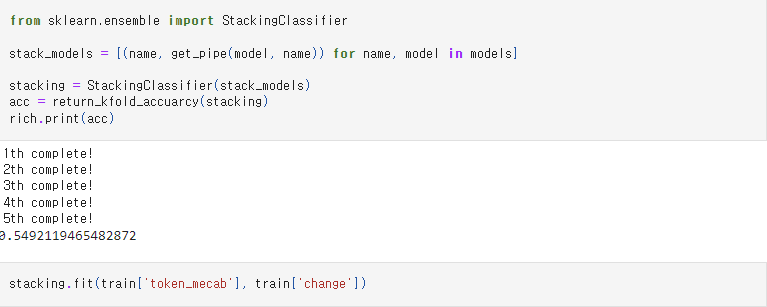 from sklearn.ensemble import StackingClassifier
stack_models = [(name, get_pipe(model, name)) for name, model in models]
stacking = StackingClassifier(stack_models)
acc = return_kfold_accuarcy(stacking)
rich.print(acc)
1th complete!
2th complete!
3th complete!
4th complete!
5th complete!
0.5492119465482872
stacking.fit(train['token_mecab'], train['change'])